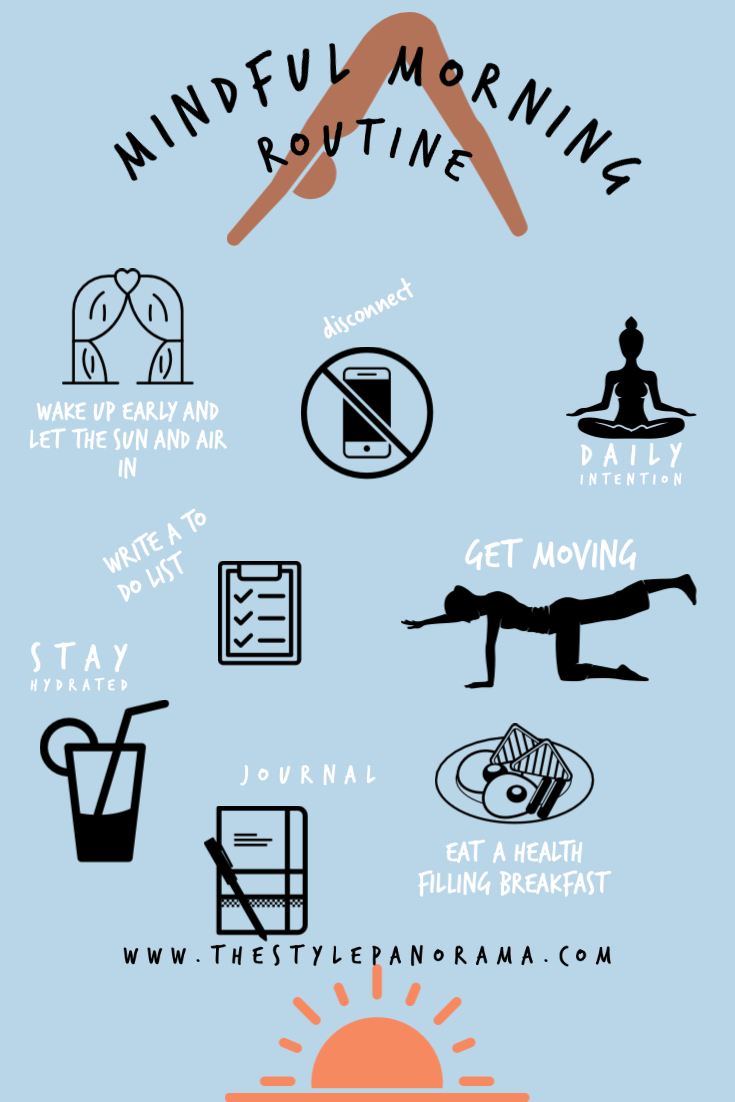 MINDFUL MORNING
ROUTINE
disconnect
WAKE UP EARLY AND
LET THE SUN AND AIR
IN
DAILY
INTENTION
WRITE A TO
DO LIST
GET MOVING
STAY
HYDRATED
JOURNAL
EAT A HEALTH
FILLING BREAKFAST
WWW.THESTYLEPANORAMA.COM